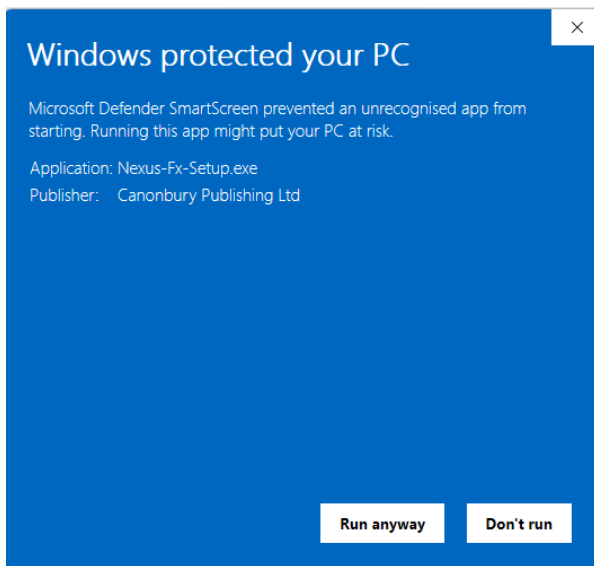 Windows protected your PC
Microsoft Defender SmartScreen prevented an unrecognised app from
starting. Running this app might put your PC at risk.
Application: Nexus-Fx-Setup.exe
Publisher: Canonbury Publishing Ltd
Run anyway Don't run